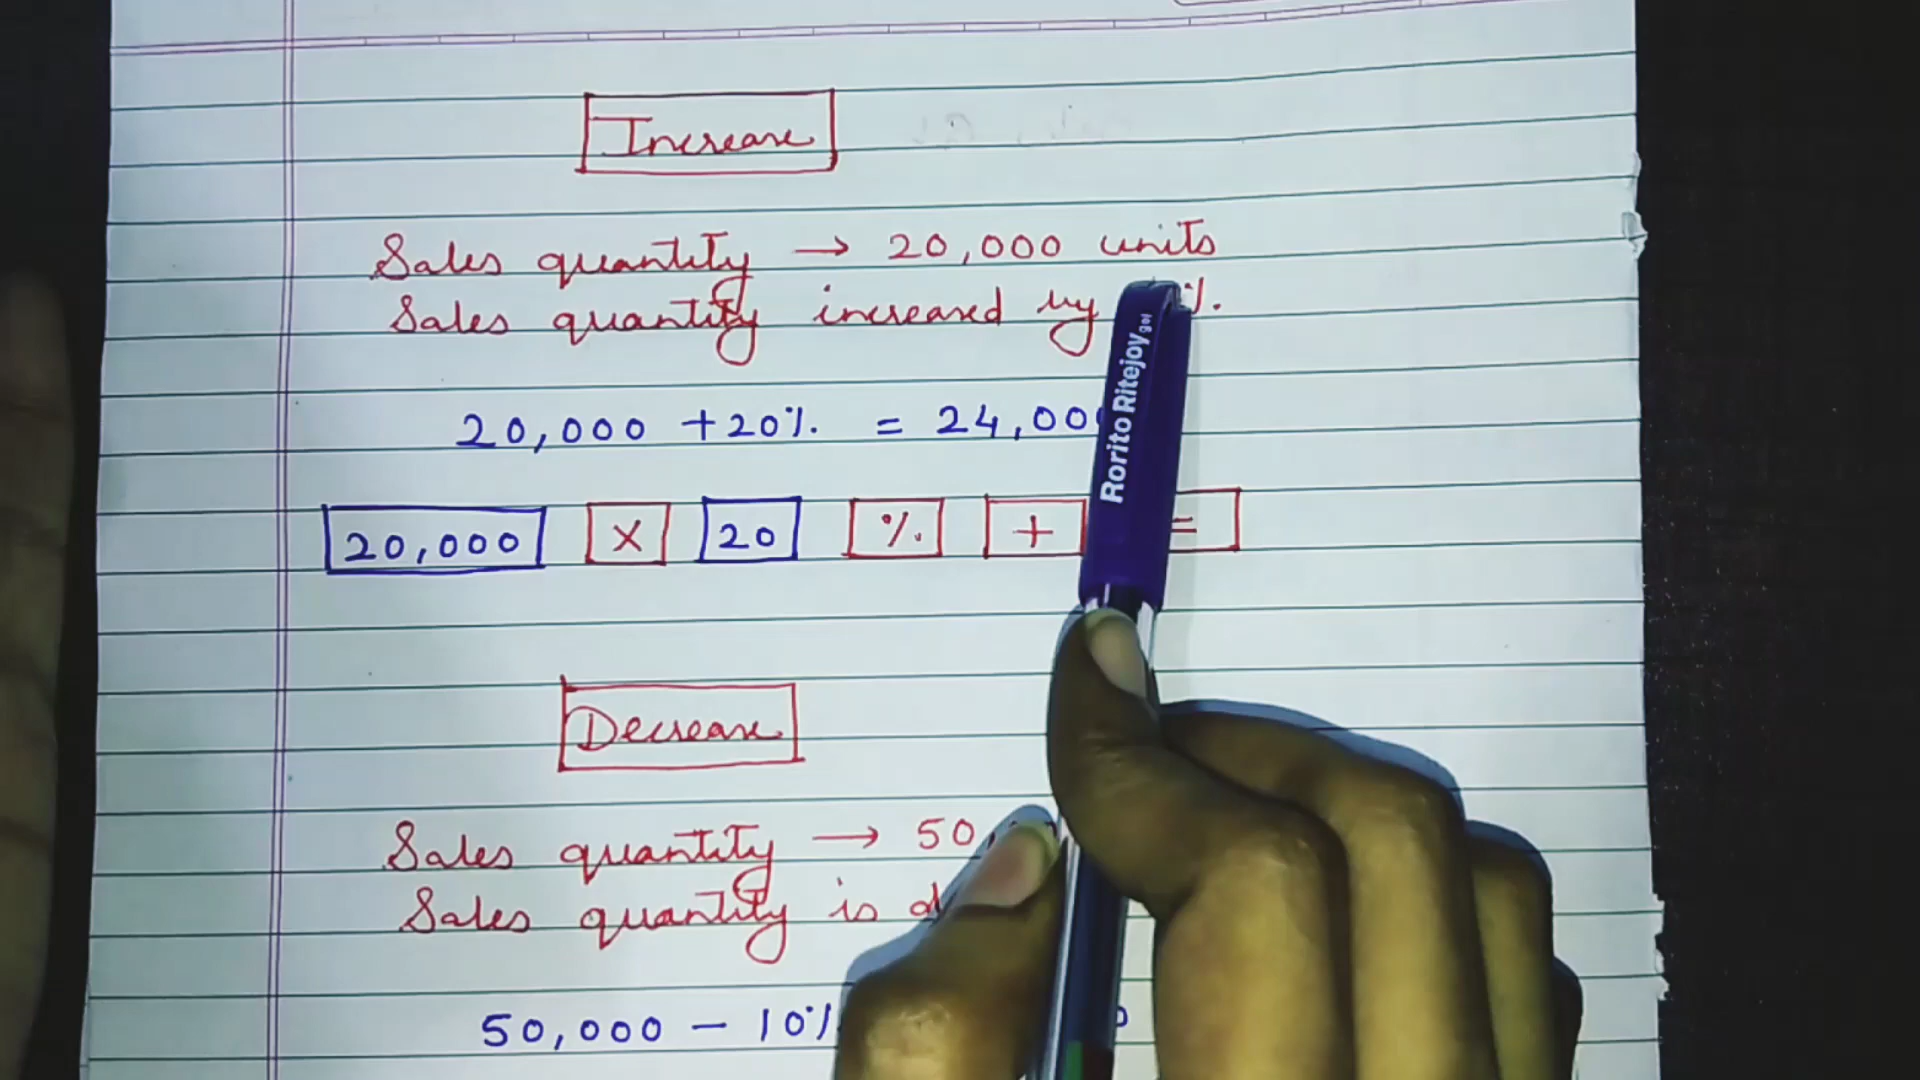 Increase
Sales quantity → 20,000 units
Sales quantity increased by %.
20,000 +20% = 24,00
20,000 × 20 % + =
Rorito Ritejoy gel
Decrease
Sales quantity → 50,
Sales quantity is
50,000 – 10%